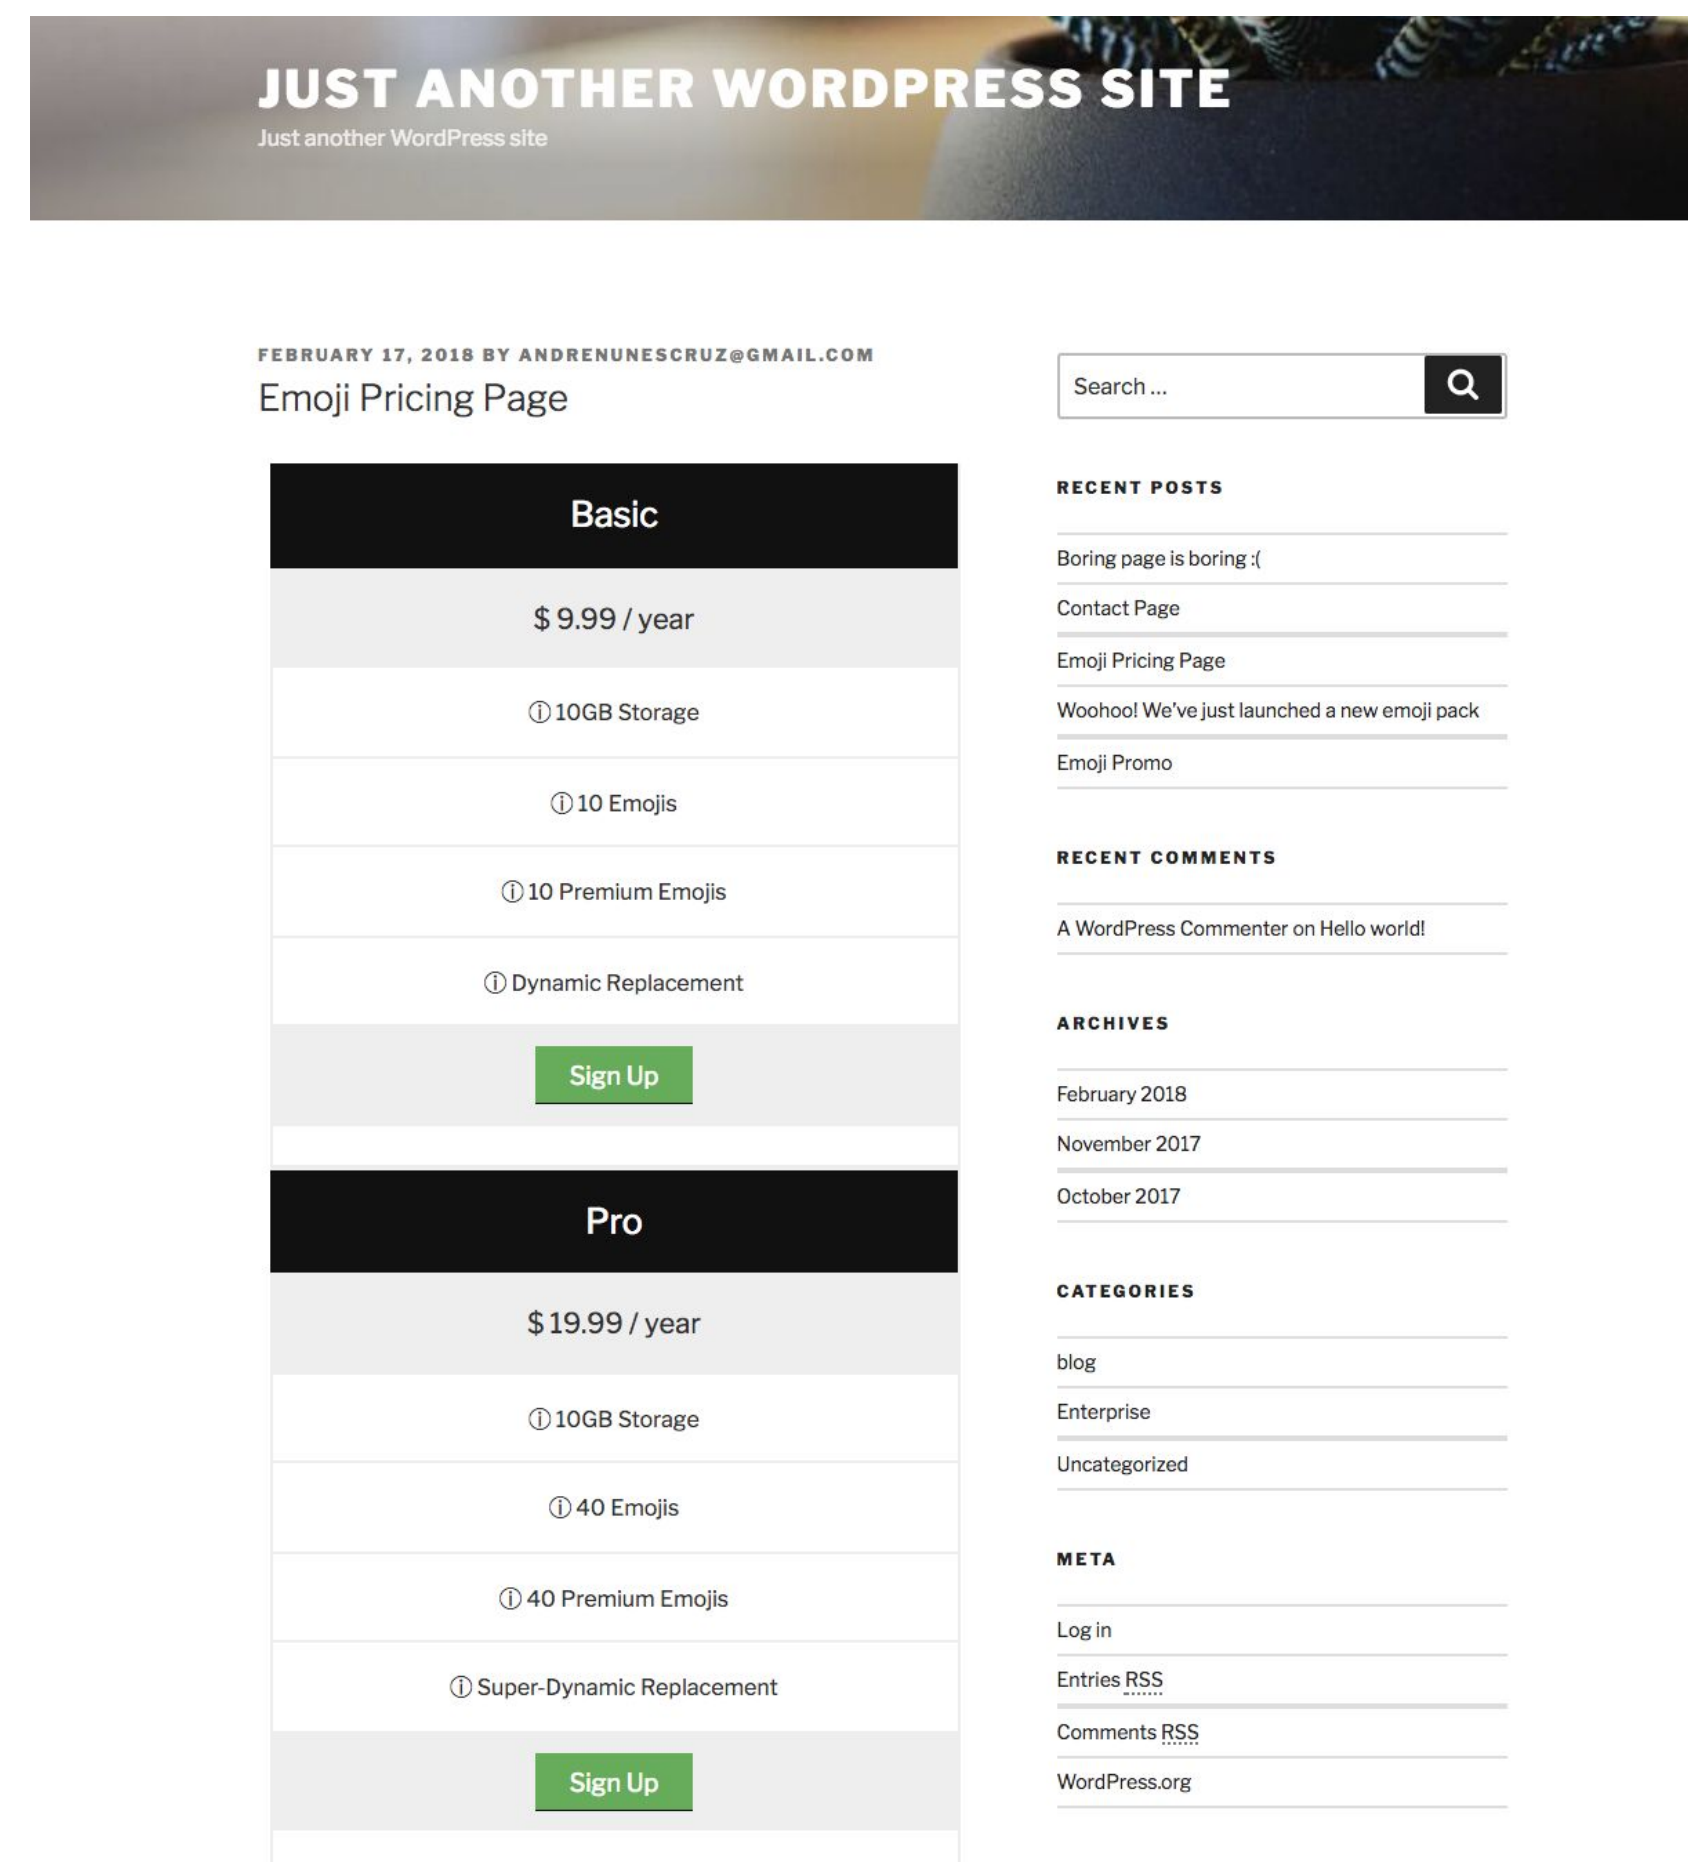 JUST ANOTHER WORDPRESS SITE
Just another WordPress site
FEBRUARY 17, 2018 BY ANDRENUNESCRUZ@GMAIL.COM
Emoji Pricing Page
Basic
$ 9.99 / year
ⓘ 10GB Storage
ⓘ 10 Emojis
ⓘ 10 Premium Emojis
ⓘ Dynamic Replacement
Sign Up
Pro
$ 19.99 / year
ⓘ 10GB Storage
ⓘ 40 Emojis
ⓘ 40 Premium Emojis
ⓘ Super-Dynamic Replacement
Sign Up
Search ...
RECENT POSTS
Boring page is boring :(
Contact Page
Emoji Pricing Page
Woohoo! We’ve just launched a new emoji pack
Emoji Promo
RECENT COMMENTS
A WordPress Commenter on Hello world!
ARCHIVES
February 2018
November 2017
October 2017
CATEGORIES
blog
Enterprise
Uncategorized
META
Log in
Entries RSS
Comments RSS
WordPress.org